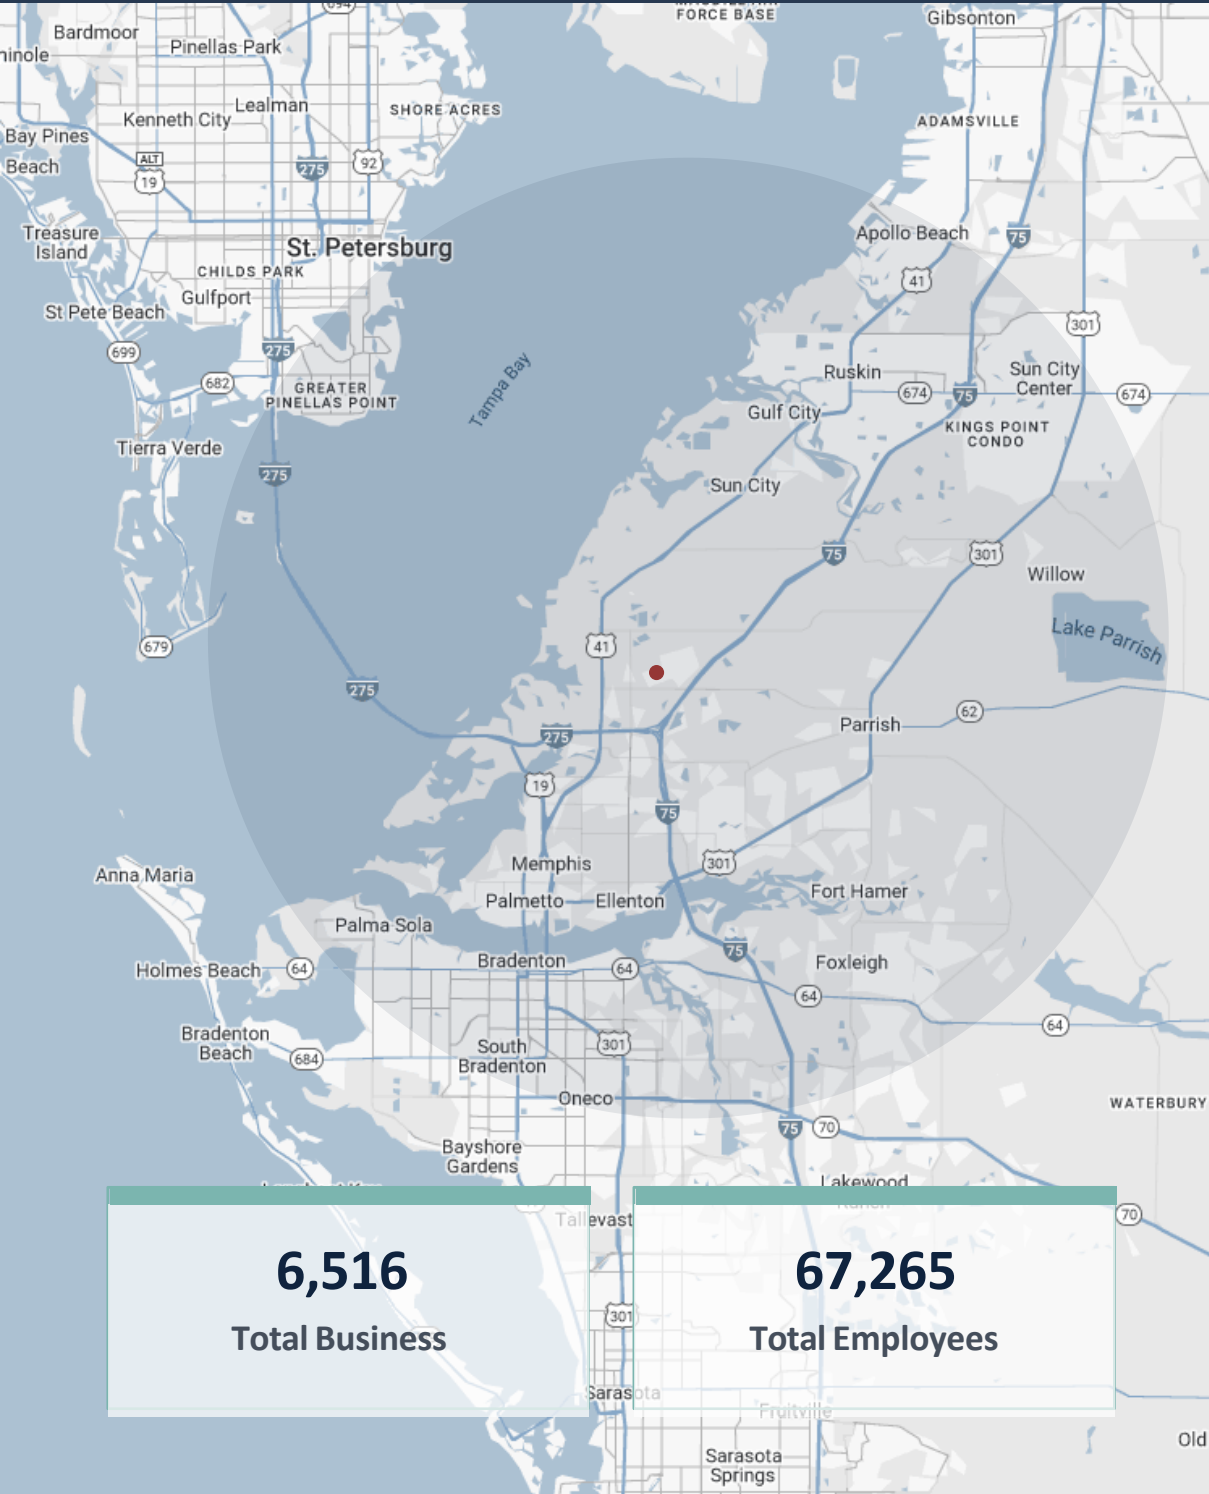 694
FORCE BASE
Gibsonton
Bardmoor
Pinellas Park
Lealman
SHORE ACRES
Kenneth City
ADAMSVILLE
Bay Pines
Beach
ALT
19
275
92
Treasure
Island
St. Petersburg
Apollo Beach
75
CHILDS PARK
41
Gulfport
St Pete Beach
301
699
275
Tampa Bay
Ruskin
Sun City
Center
682
GREATER
PINELLAS POINT
674
75
674
Gulf City
KINGS POINT
CONDO
Tierra Verde
275
Sun City
75
301
Willow
Lake Parrish
679
41
275
62
Parrish
275
19
75
Memphis
301
Anna Maria
Palmetto
Ellenton
Fort Hamer
Palma Sola
75
Holmes Beach
64
Bradenton
64
Foxleigh
64
64
Bradenton
Beach
684
South
Bradenton
301
Oneco
WATERBURY
75
70
Bayshore
Gardens
Lakewood
Ranch
70
Tallevast
6,516
Total Business
67,265
Total Employees
301
Sarasota
Fruitville
Old
Sarasota
Springs